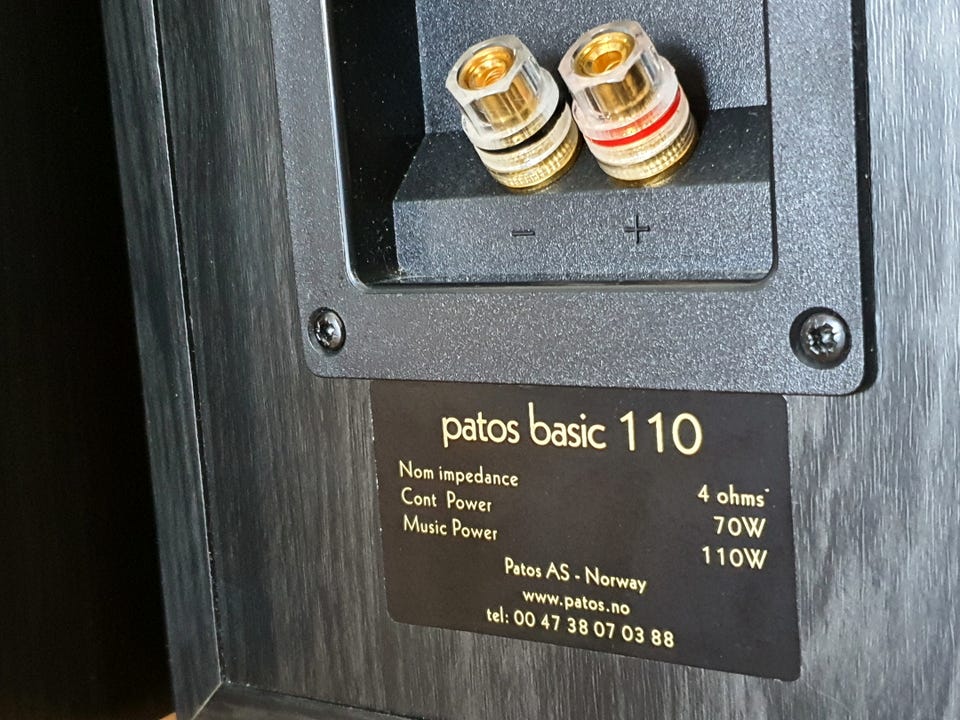 − +
patos basic 110
Nom impedance 4 ohms
Cont Power 70W
Music Power 110W
Patos AS - Norway
www.patos.no
tel: 00 47 38 07 03 88